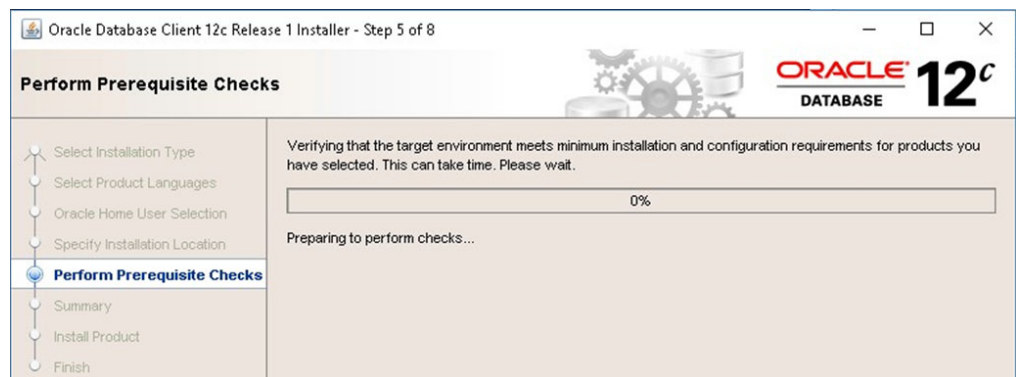 Oracle Database Client 12c Release 1 Installer - Step 5 of 8
Perform Prerequisite Checks
ORACLE
DATABASE
12c
Select Installation Type
Select Product Languages
Oracle Home User Selection
Specify Installation Location
Perform Prerequisite Checks
Summary
Install Product
Finish
Verifying that the target environment meets minimum installation and configuration requirements for products you
have selected. This can take time. Please wait.
0%
Preparing to perform checks...